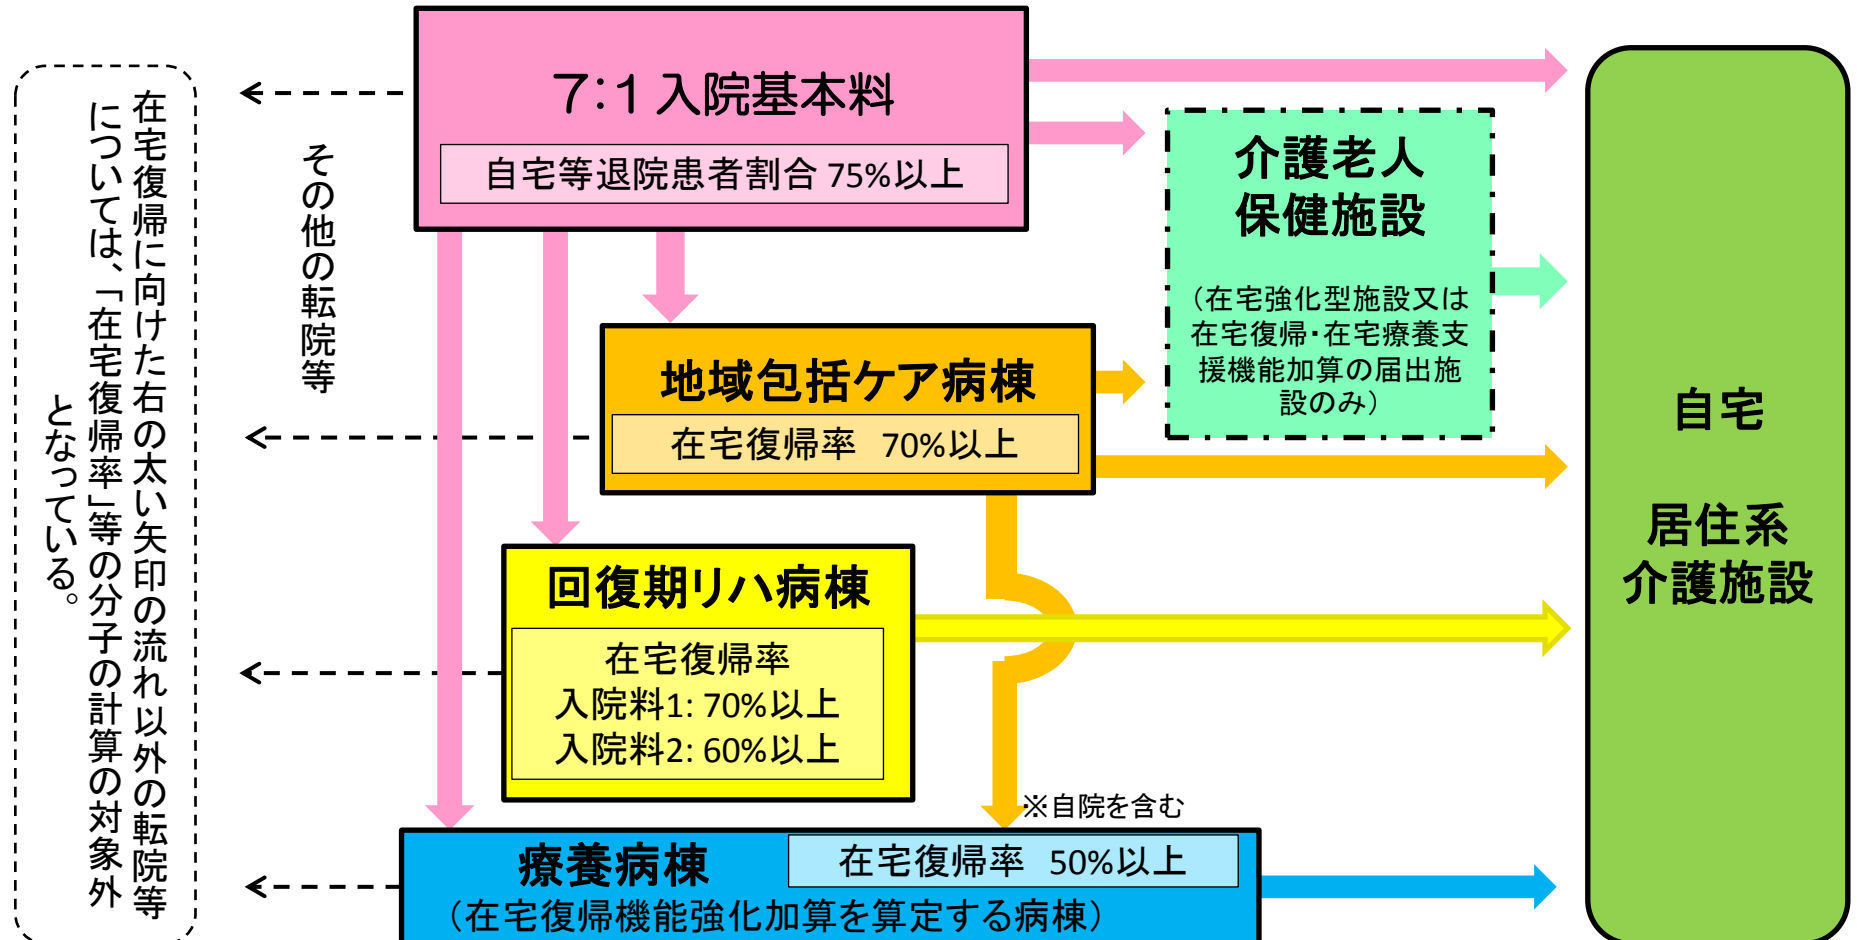 7:1 入院基本料
自宅等退院患者割合 75%以上
在宅復帰に向けた右の太い矢印の流れ以外の転院等
については、「在宅復帰率」等の分子の計算の対象外
となっている。
その他の転院等
介護老人
保健施設
（在宅強化型施設又は
在宅復帰・在宅療養支
援機能加算の届出施
設のみ）
地域包括ケア病棟
在宅復帰率 70%以上
自宅
居住系
介護施設
回復期リハ病棟
在宅復帰率
入院料1: 70%以上
入院料2: 60%以上
※自院を含む
療養病棟
在宅復帰率 50%以上
（在宅復帰機能強化加算を算定する病棟）